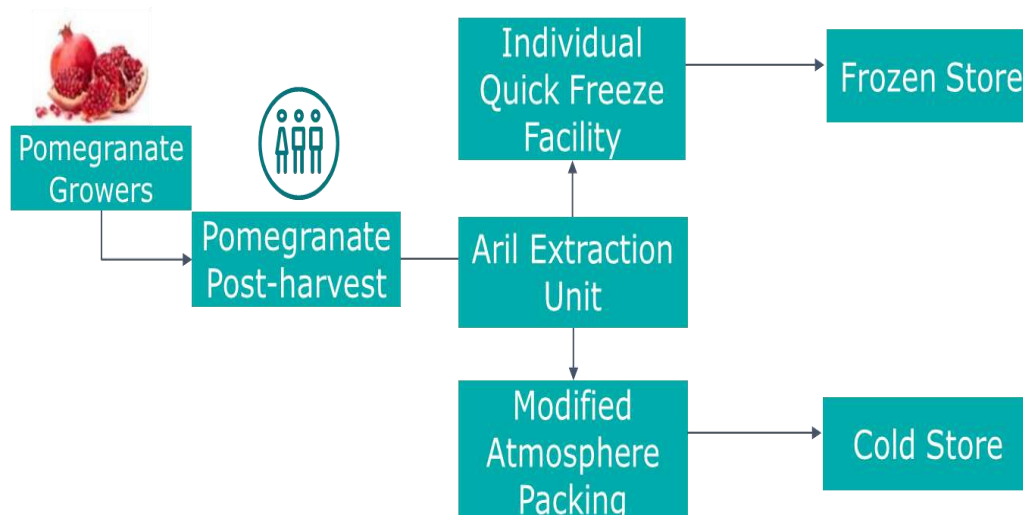 Pomegranate
Growers
Pomegranate
Post-harvest
Individual
Quick Freeze
Facility
Frozen Store
Aril Extraction
Unit
Modified
Atmosphere
Packing
Cold Store